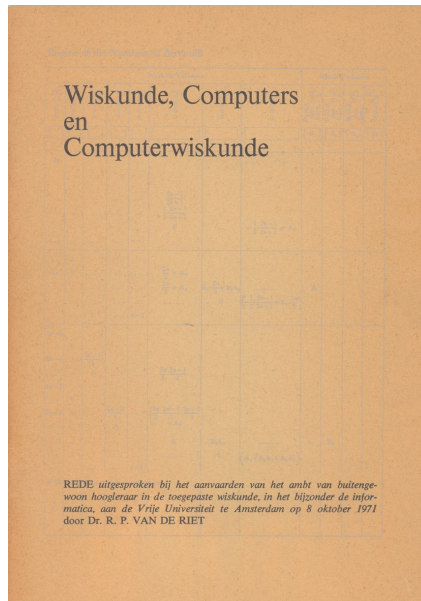 Wiskunde, Computers
en
Computerwiskunde
REDE uitgesproken bij het aanvaarden van het ambt van buitenge-
woon hoogleraar in de toegepaste wiskunde, in het bijzonder de infor-
matica, aan de Vrije Universiteit te Amsterdam op 8 oktober 1971
door Dr. R. P. VAN DE RIET